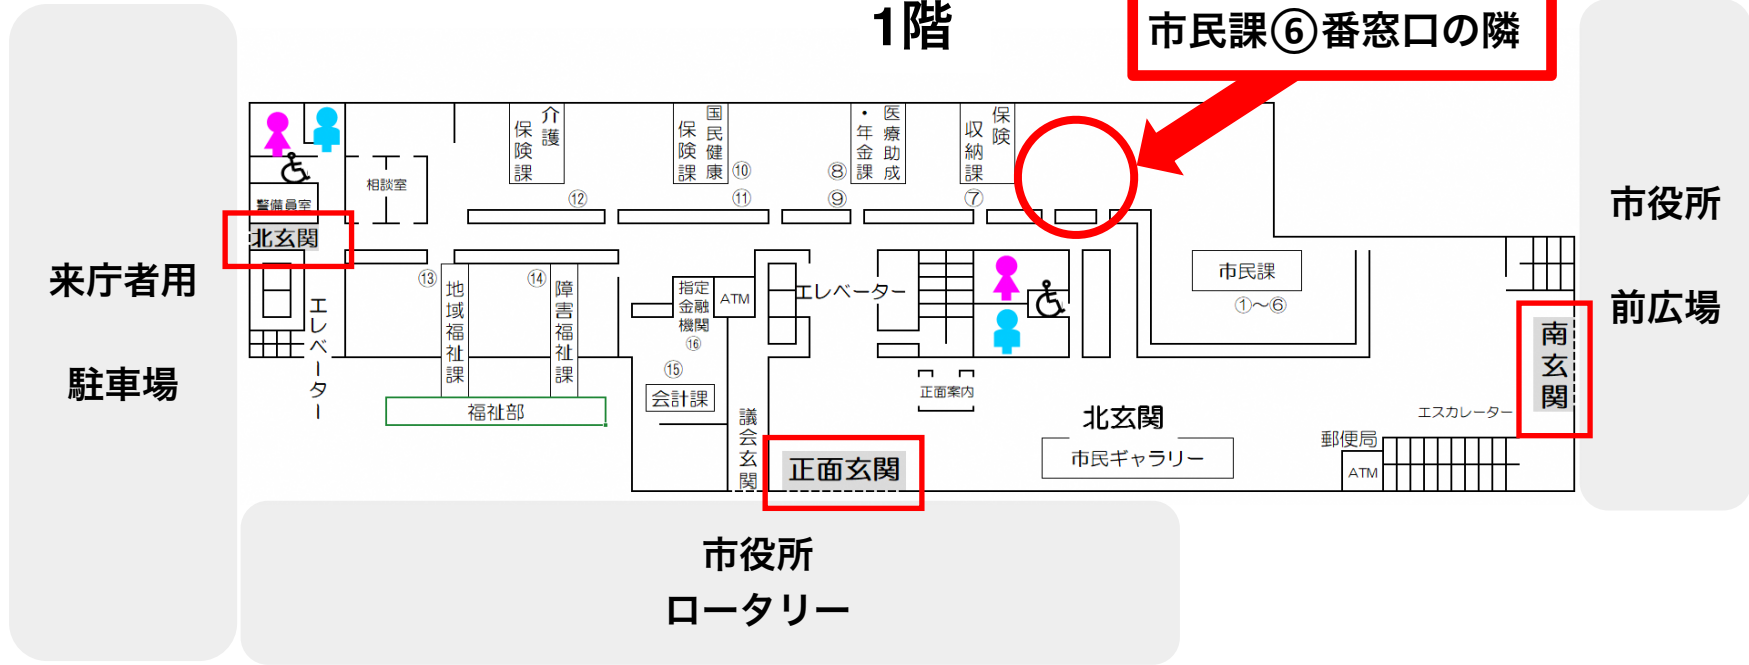 1階
市民課⑥番窓口の隣
来庁者用
駐車場
市役所
前広場
市役所
ロータリー
介護
保険課
国民健康
保険課
⑩
⑪
医療助成
・年金課
⑧
⑨
保険
収納課
⑦
相談室
警備員室
北玄関
エレベーター
⑫
⑬
地域福祉課
⑭
障害福祉課
福祉部
指定
金融
機関
⑯
ATM
⑮
会計課
議会玄関
エレベーター
正面玄関
正面案内
市民課
①～⑥
北玄関
市民ギャラリー
郵便局
ATM
エスカレーター
南玄関